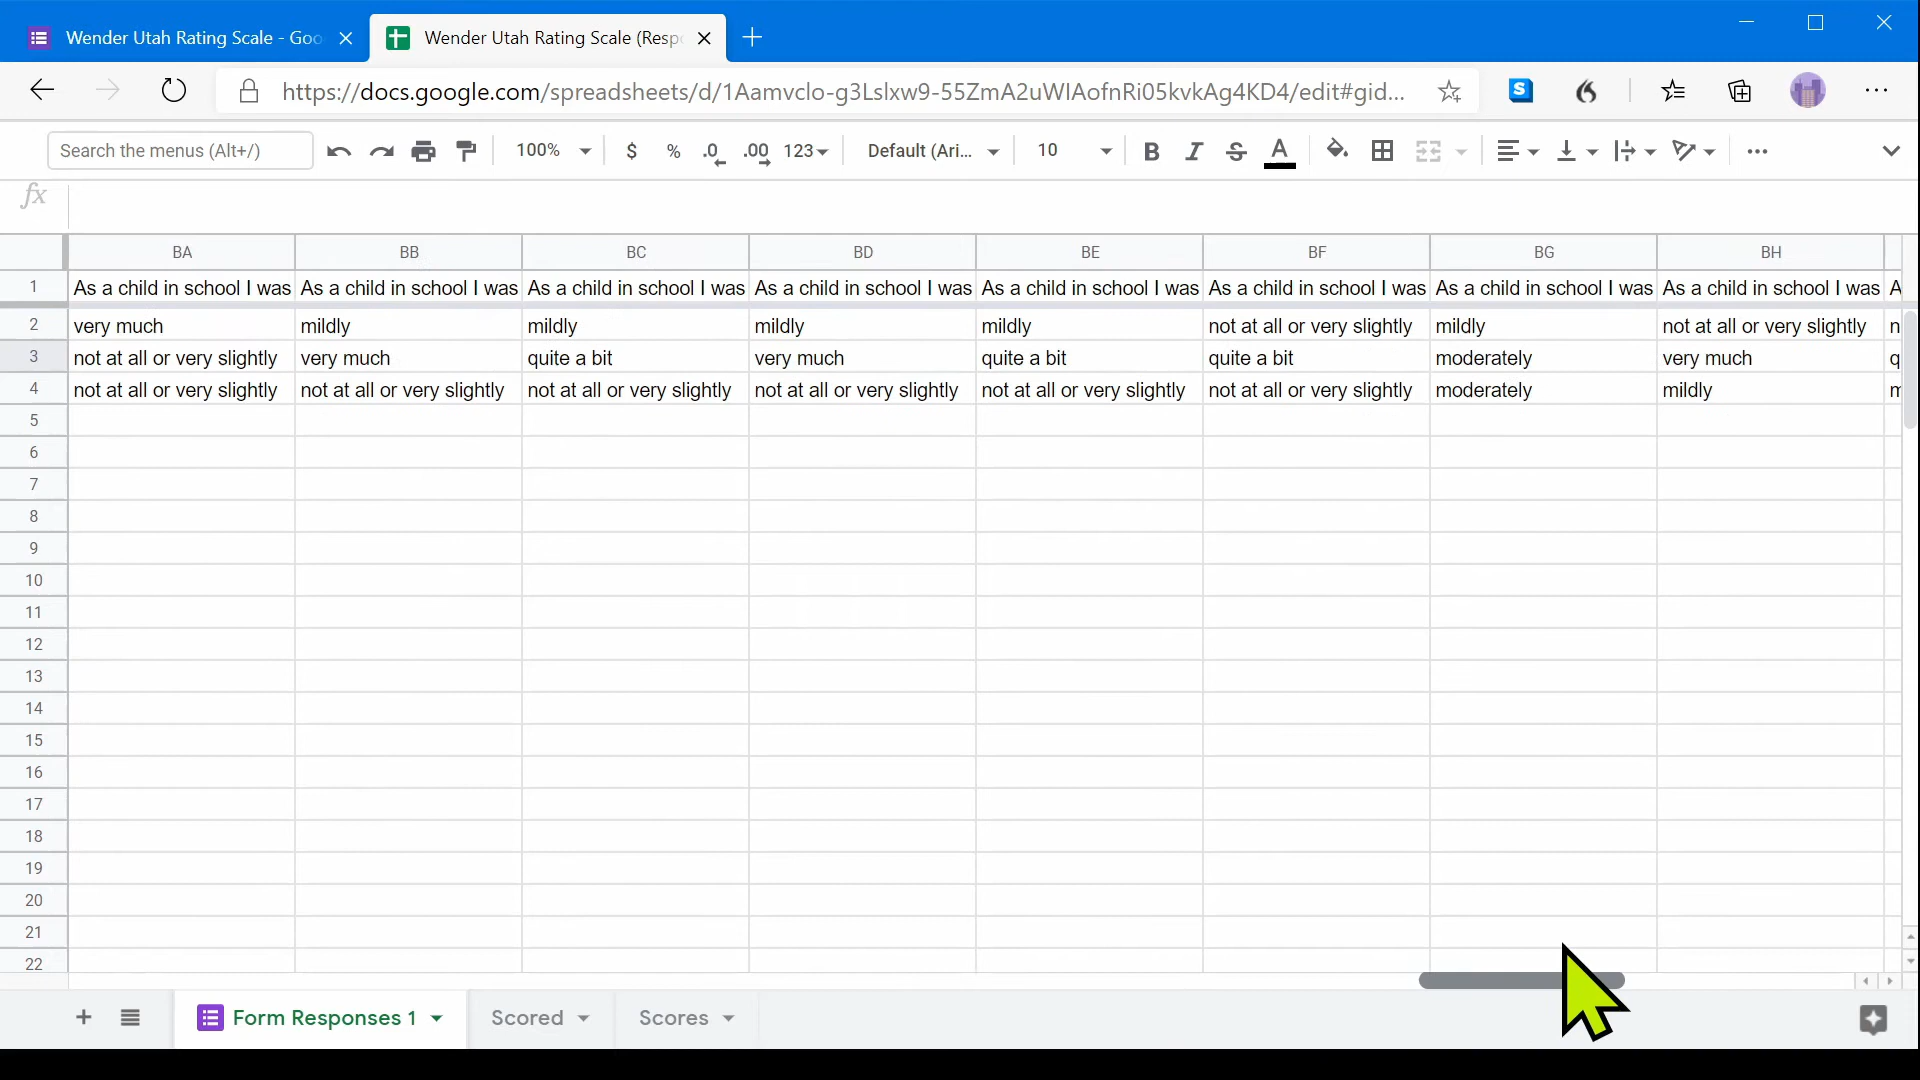 Wender Utah Rating Scale - Goo
Wender Utah Rating Scale (Resp
https://docs.google.com/spreadsheets/d/1Aamvclo-g3Lslxw9-55ZmA2uWIAofnRi05kvkAg4KD4/edit#gid...
S
Search the menus (Alt+/) 100% $ % .0 .00 123 Default (Ari... 10 B I S A ...
fx
BA BB BC BD BE BF BG BH
1 As a child in school I was As a child in school I was As a child in school I was As a child in school I was As a child in school I was As a child in school I was As a child in school I was As a child in school I was A
2 very much mildly mildly mildly mildly not at all or very slightly mildly not at all or very slightly n
3 not at all or very slightly very much quite a bit very much quite a bit quite a bit moderately very much q
4 not at all or very slightly not at all or very slightly not at all or very slightly not at all or very slightly not at all or very slightly not at all or very slightly moderately mildly m
5
6
7
8
9
10
11
12
13
14
15
16
17
18
19
20
21
22
Form Responses 1 Scored Scores